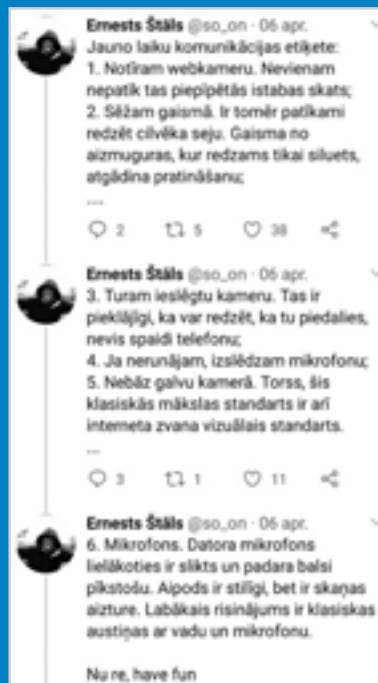 Ernests Štāls @so_on · 06 apr.
Jauno laiku komunikācijas etiķete:
1. Notīram webkameru. Nevienam
nepatīk tas piepīpētās istabas skats;
2. Sēžam gaismā. Ir tomēr patīkami
redzēt cilvēka seju. Gaisma no
aizmuguras, kur redzams tikai siluets,
atgādina pratināšanu;
....
2 5 38
Ernests Štāls @so_on · 06 apr.
3. Turam ieslēgtu kameru. Tas ir
pieklājīgi, ka var redzēt, ka tu piedalies,
nevis spaidi telefonu;
4. Ja nerunājam, izslēdzam mikrofonu;
5. Nebāz galvu kamerā. Torss, šis
klasiskās mākslas standarts ir arī
interneta zvana vizuālais standarts.
...
3 1 11
Ernests Štāls @so_on · 06 apr.
6. Mikrofons. Datora mikrofons
lielākoties ir slikts un padara balsi
pīkstošu. Aipods ir stilīgi, bet ir skaņas
aizture. Labākais risinājums ir klasiskas
austiņas ar vadu un mikrofonu.
Nu re, have fun